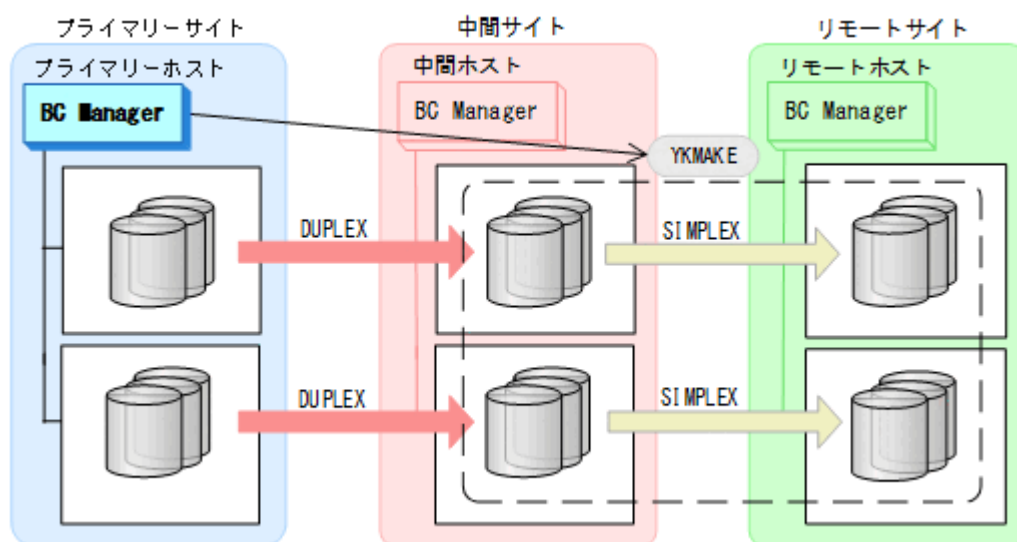 プライマリーサイト
中間サイト
リモートサイト
プライマリーホスト
中間ホスト
リモートホスト
BC Manager
BC Manager
BC Manager
YKMAKE
DUPLEX
SIMPLEX
DUPLEX
SIMPLEX